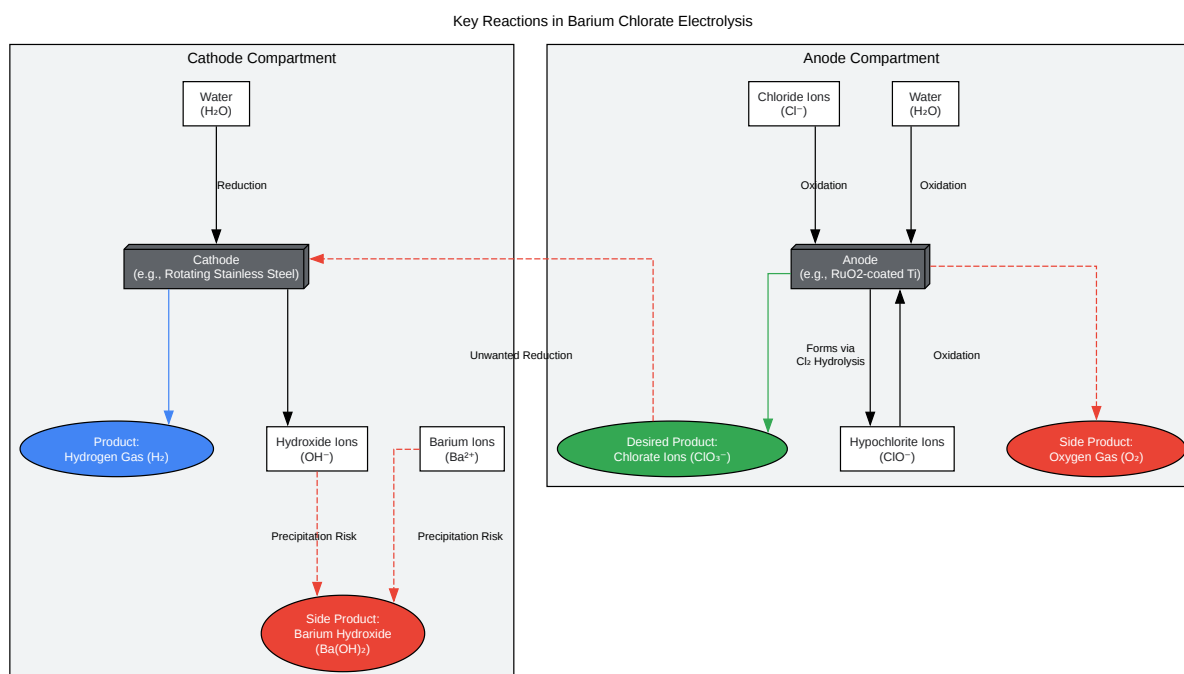 Key Reactions in Barium Chlorate Electrolysis
Cathode Compartment
Water
(H₂O)
Reduction
Cathode
(e.g., Rotating Stainless Steel)
Product:
Hydrogen Gas (H₂)
Hydroxide Ions
(OH⁻)
Barium Ions
(Ba²⁺)
Precipitation Risk
Precipitation Risk
Side Product:
Barium Hydroxide
(Ba(OH)₂)
Unwanted Reduction
Anode Compartment
Chloride Ions
(Cl⁻)
Water
(H₂O)
Oxidation
Oxidation
Anode
(e.g., RuO2-coated Ti)
Forms via
Cl₂ Hydrolysis
Oxidation
Desired Product:
Chlorate Ions (ClO₃⁻)
Hypochlorite Ions
(ClO⁻)
Side Product:
Oxygen Gas (O₂)